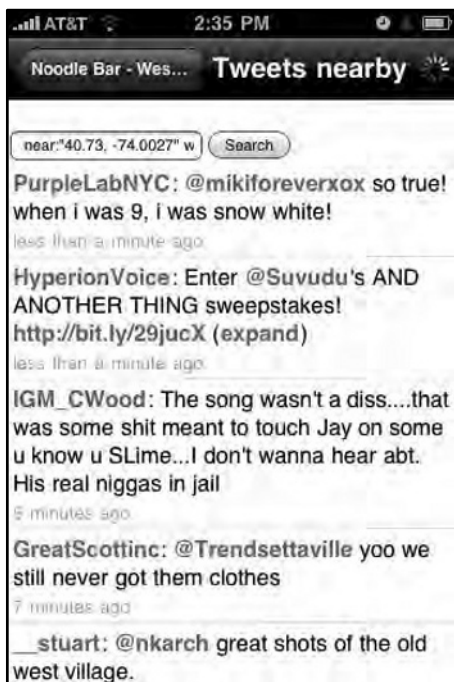 AT&T 2:35 PM
Noodle Bar - Wes... Tweets nearby
near:"40.73, -74.0027" w Search
PurpleLabNYC: @mikiforeverxox so true!
when i was 9, i was snow white!
less than a minute ago
HyperionVoice: Enter @Suvudu's AND
ANOTHER THING sweepstakes!
http://bit.ly/29jucX (expand)
less than a minute ago
IGM_CWood: The song wasn't a diss....that
was some shit meant to touch Jay on some
u know u SLime...I don't wanna hear abt.
His real niggas in jail
minutes ago
GreatScottinc: @Trendsettaville yoo we
still never got them clothes
7 minutes ago
__stuart: @nkarch great shots of the old
west village.